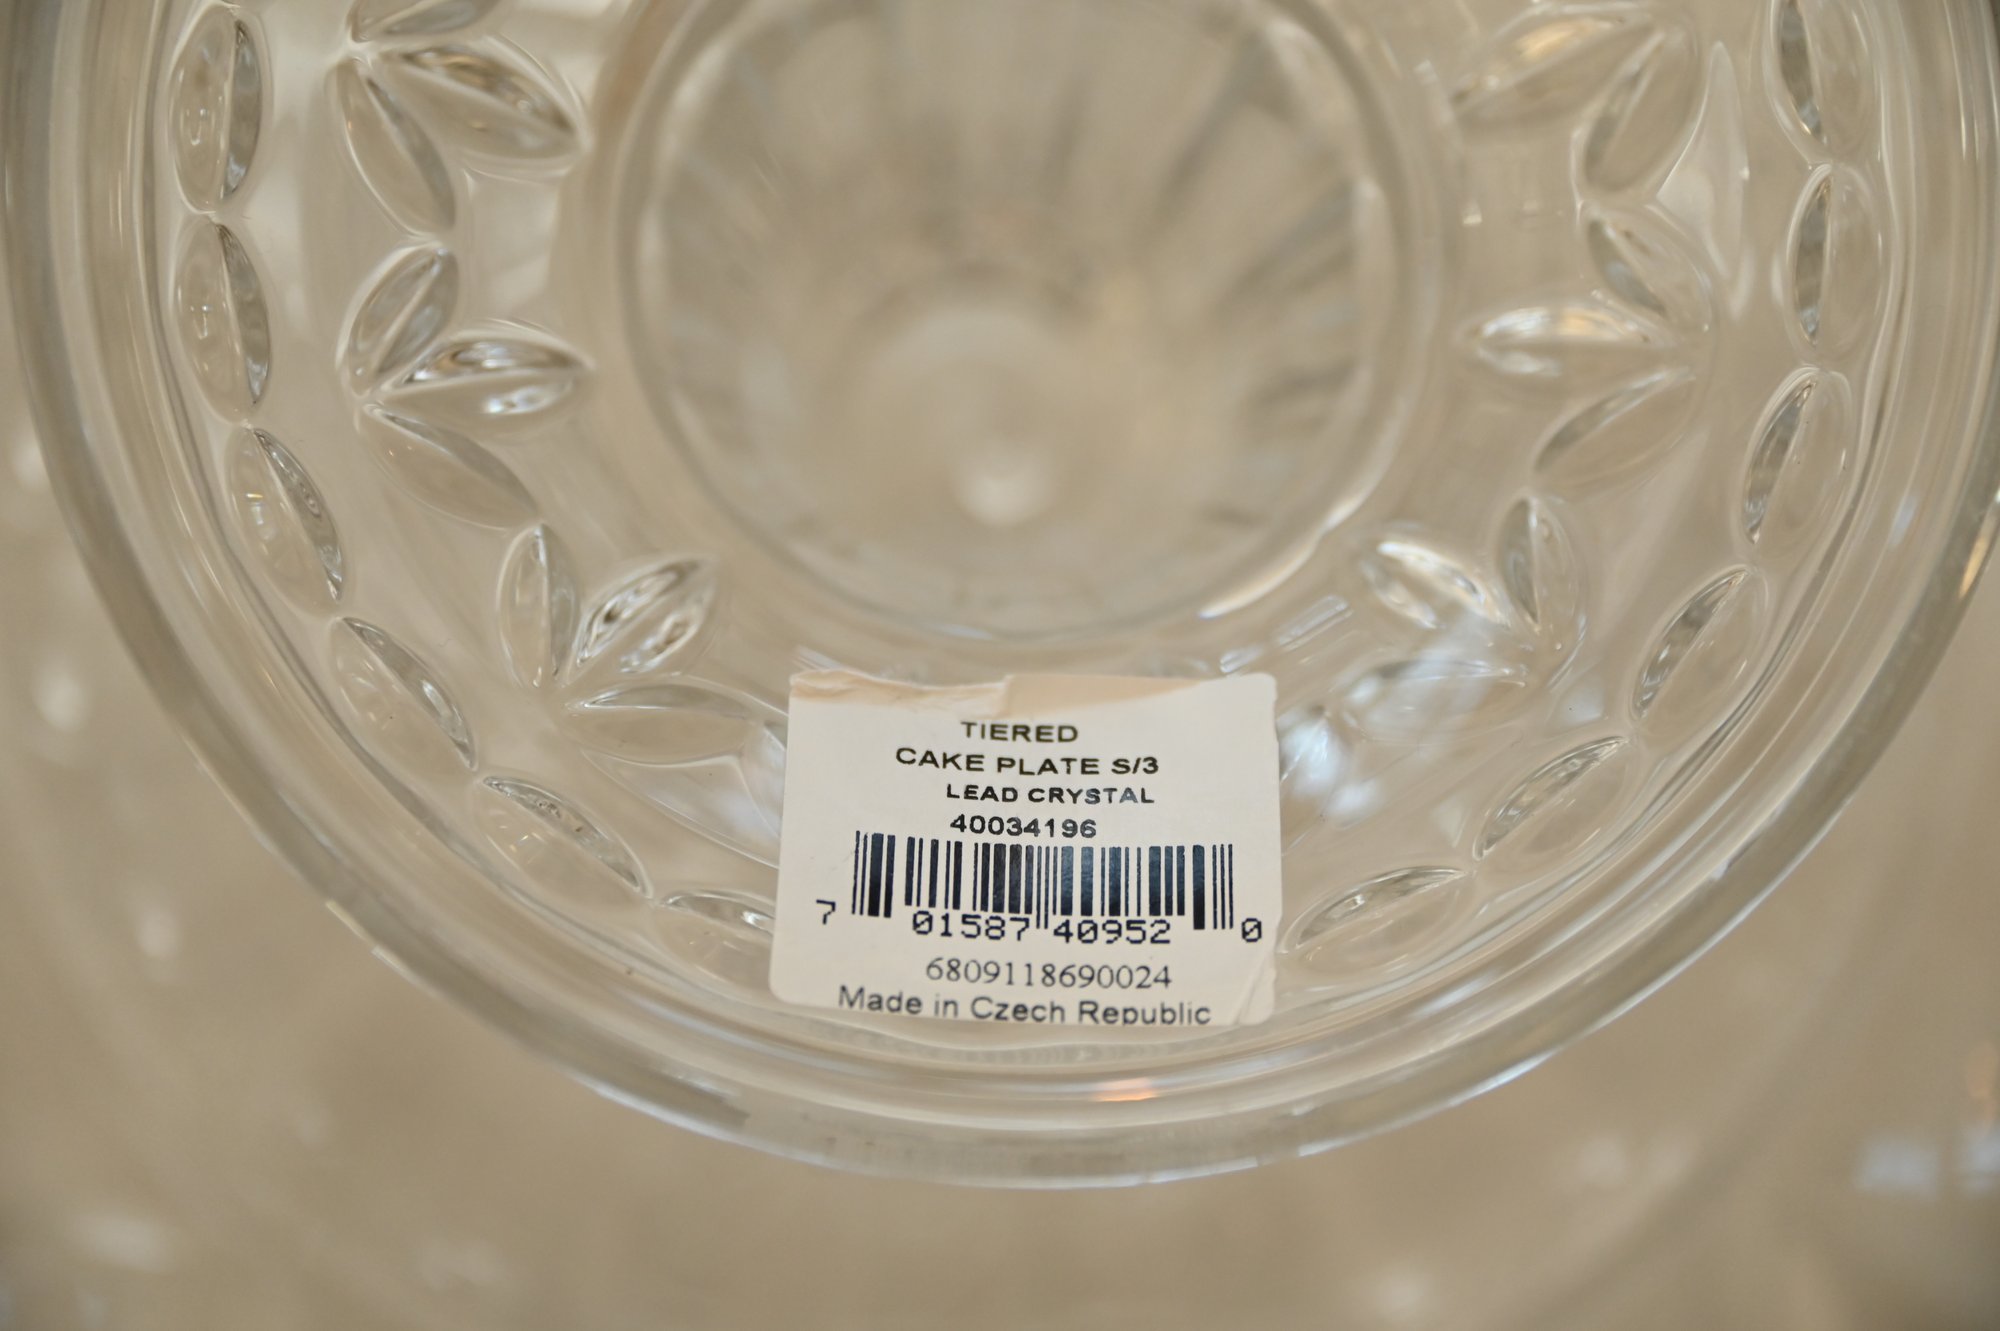 TIERED
CAKE PLATE S/3
LEAD CRYSTAL
40034196
7 01587 40952 0
6809118690024
Made in Czech Republic